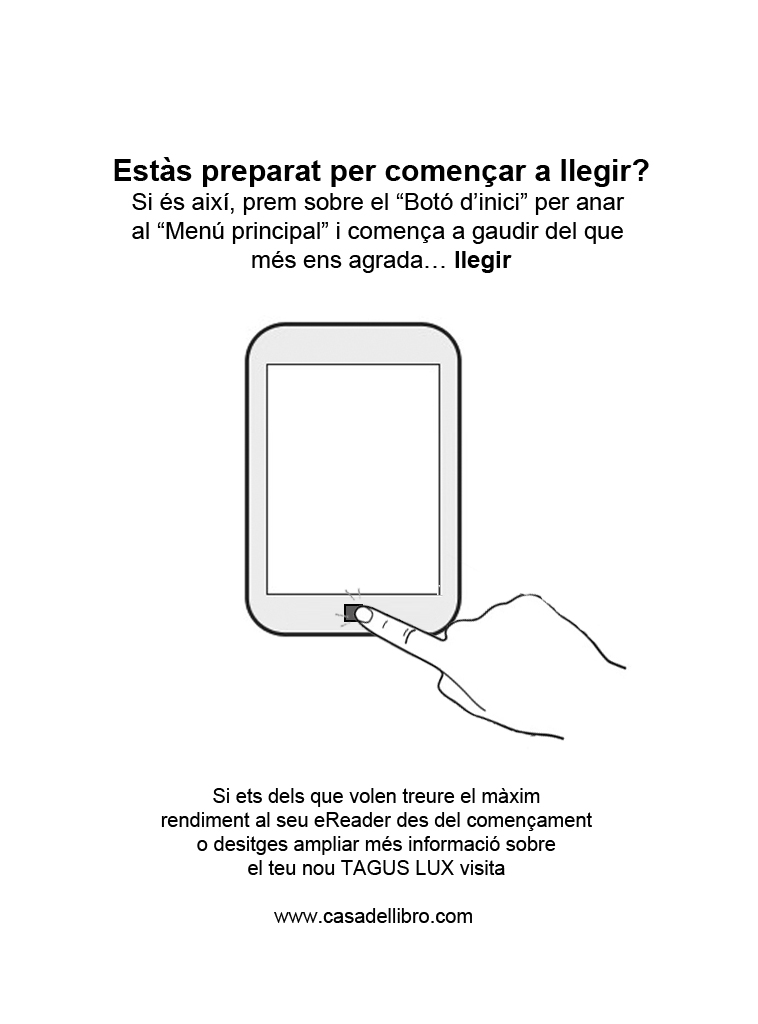 Estàs preparat per començar a llegir?
Si és així, prem sobre el “Botó d’inici” per anar
al “Menú principal” i comença a gaudir del que
més ens agrada… llegir
Si ets dels que volen treure el màxim
rendiment al seu eReader des del començament
o desitges ampliar més informació sobre
el teu nou TAGUS LUX visita
www.casadellibro.com